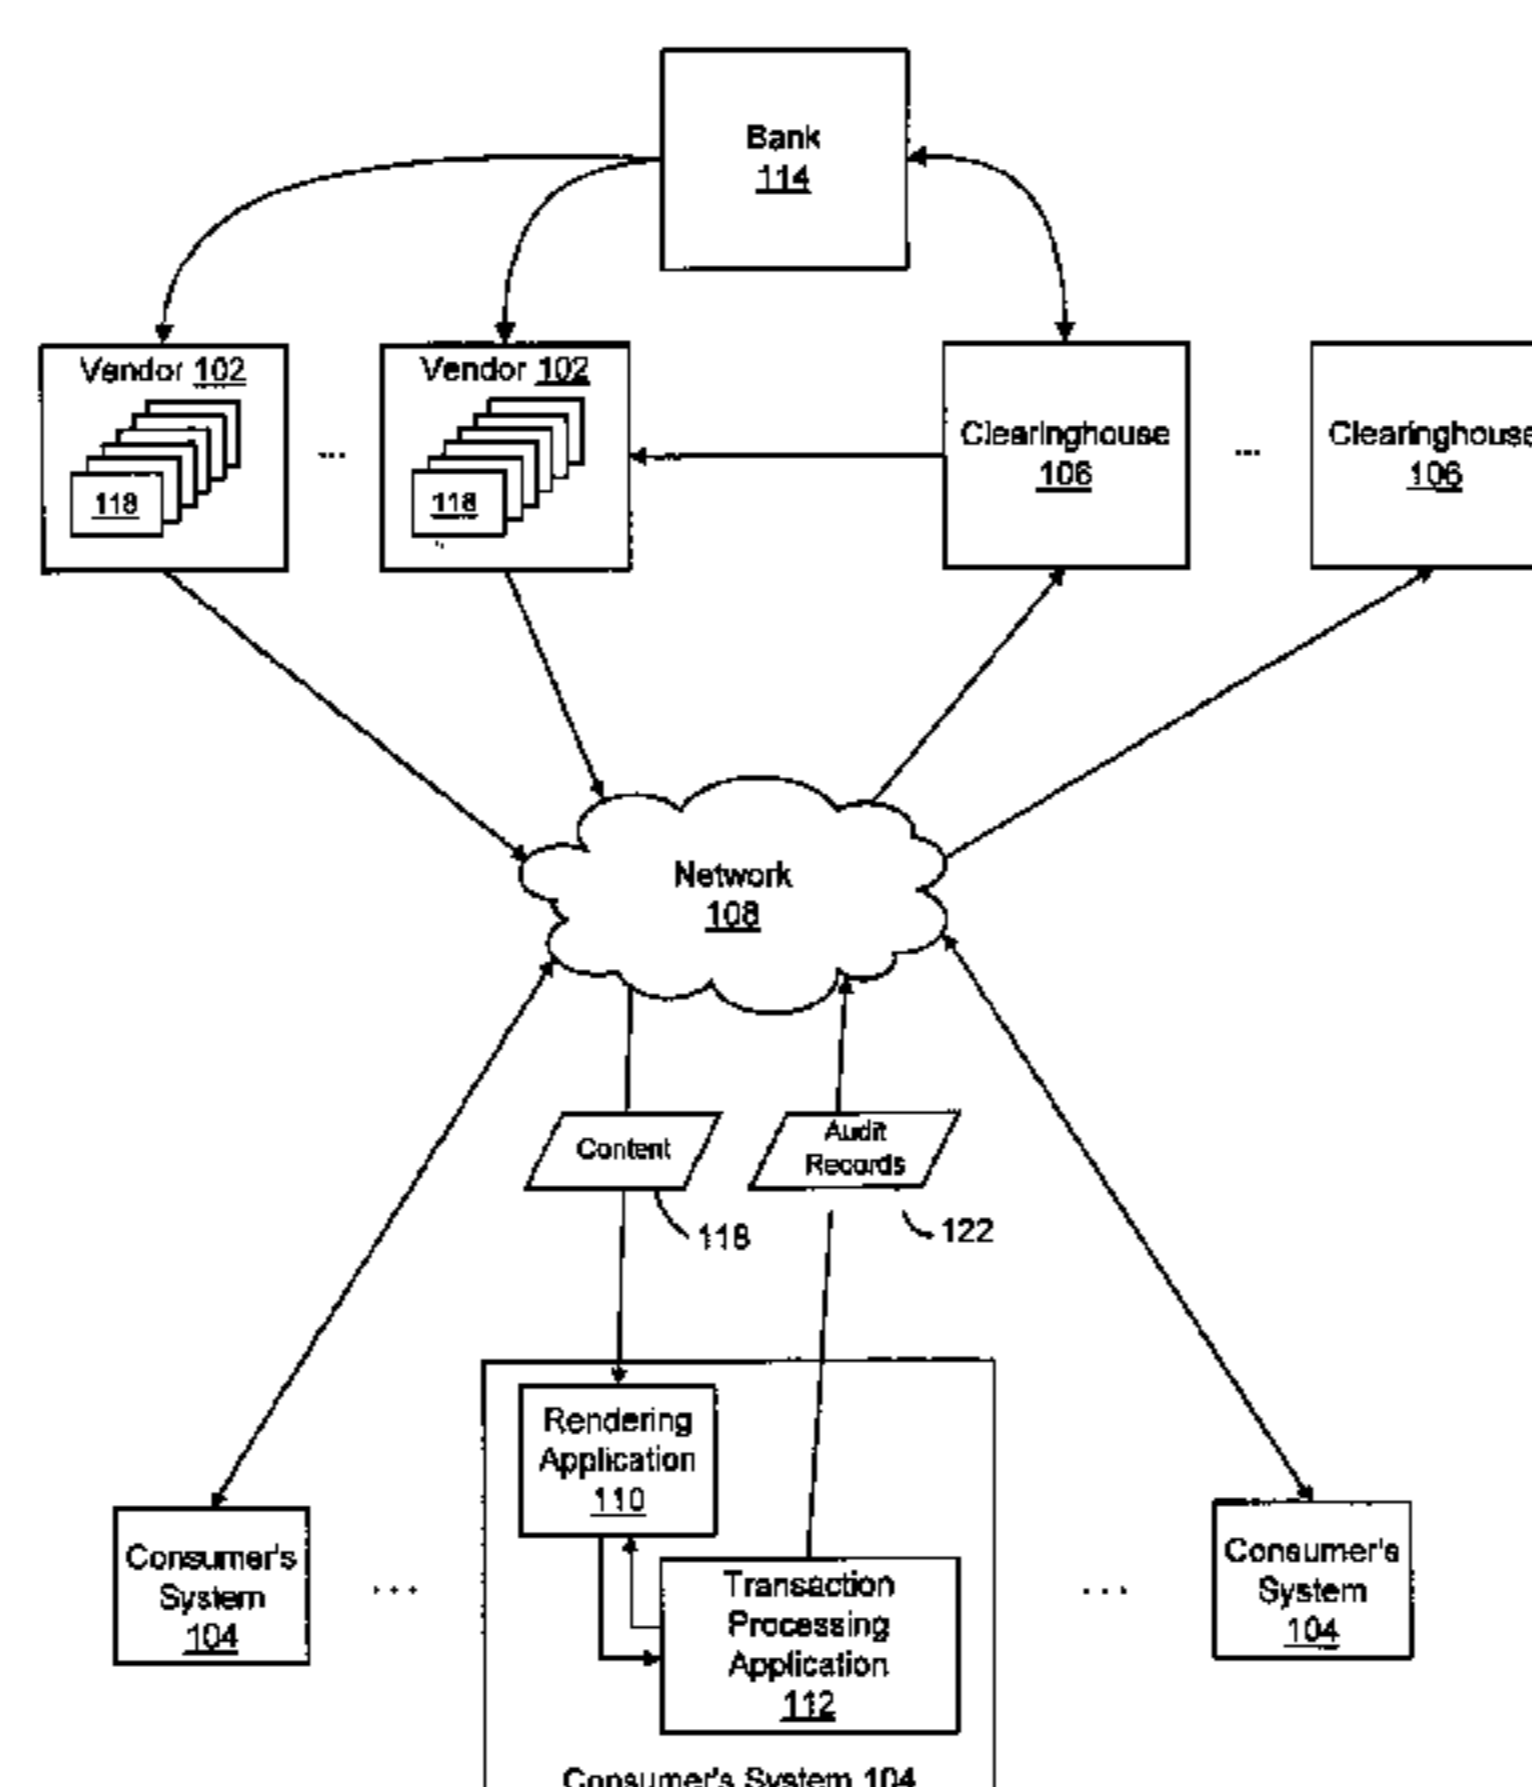 Bank
114
Vendor 102
118
...
Vendor 102
118
Clearinghouse
106
...
Clearinghouse
106
Network
108
Content
118
Audit
Records
122
Rendering
Application
110
Transaction
Processing
Application
112
Consumer's System 104
Consumer's
System
104
...
...
Consumer's
System
104